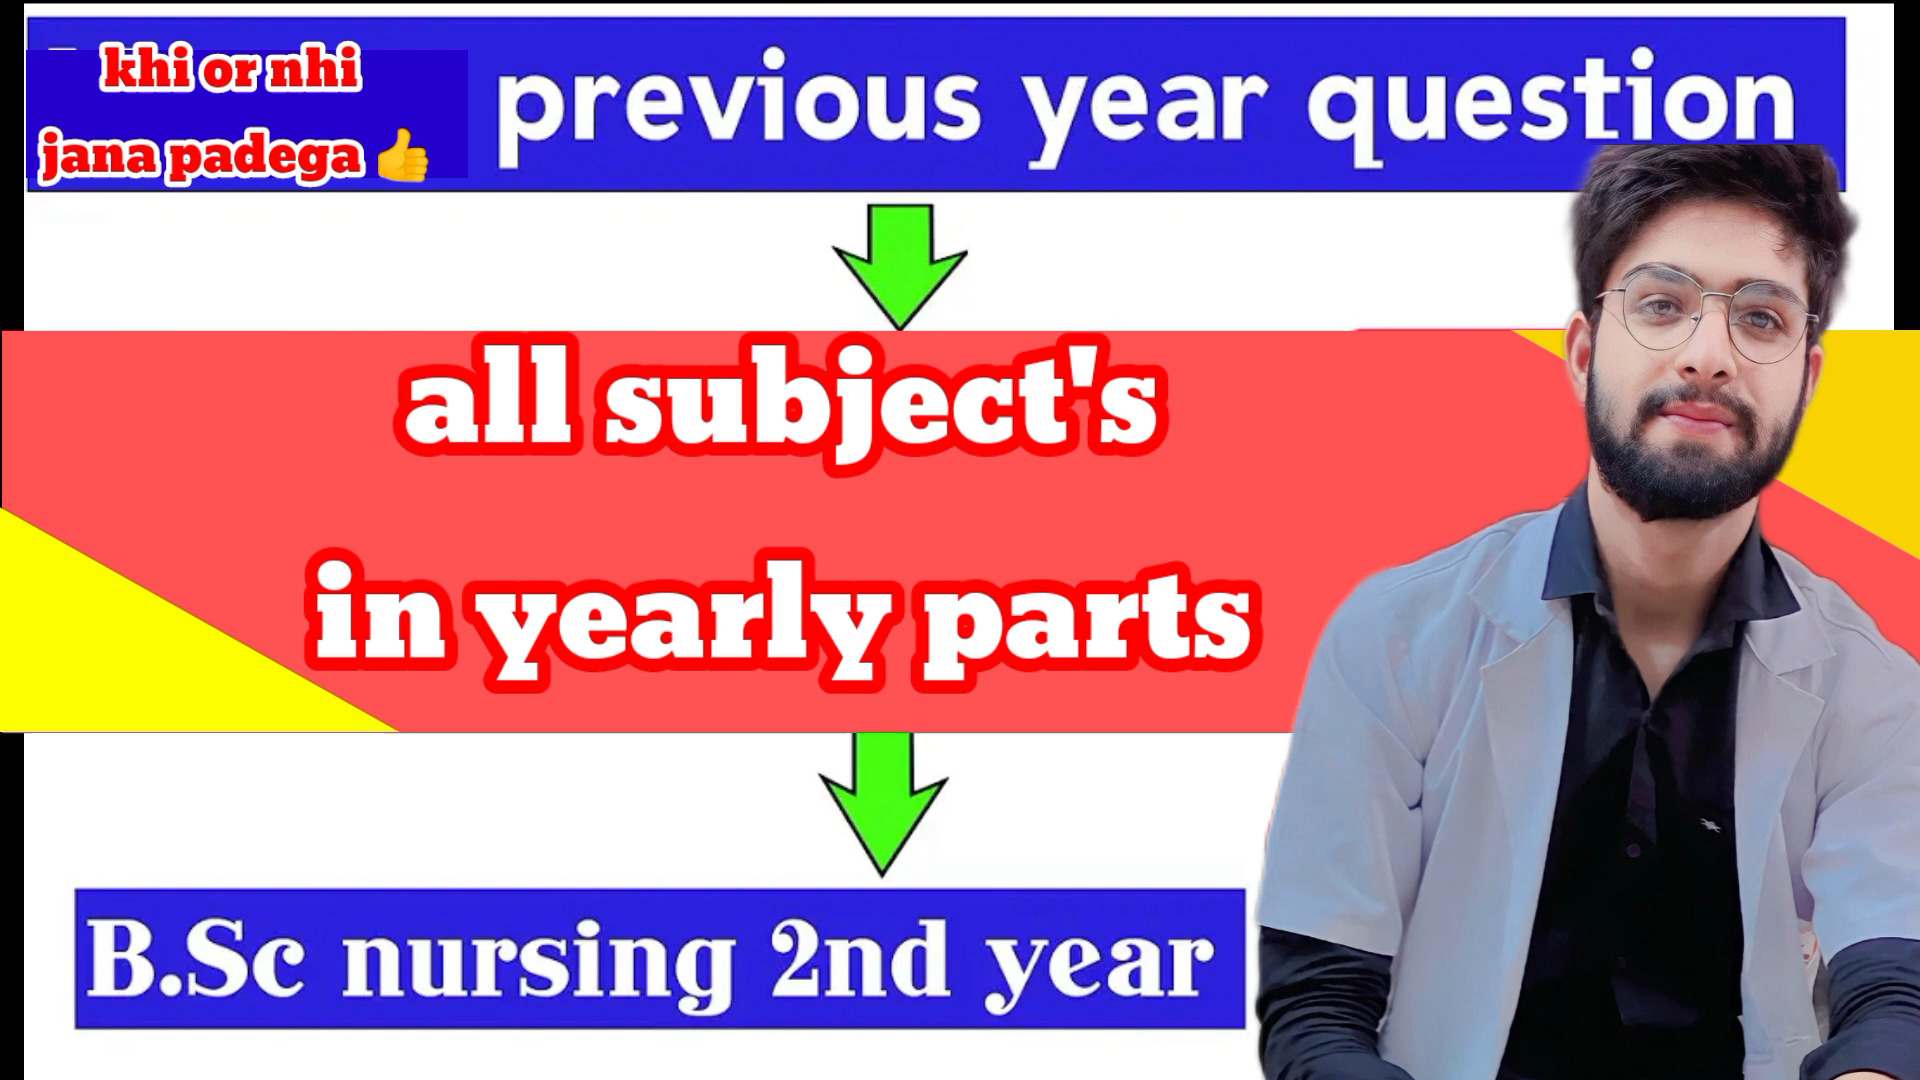 khi or nhi
jana padega 👍
previous year question
all subject's
in yearly parts
B.Sc nursing 2nd year